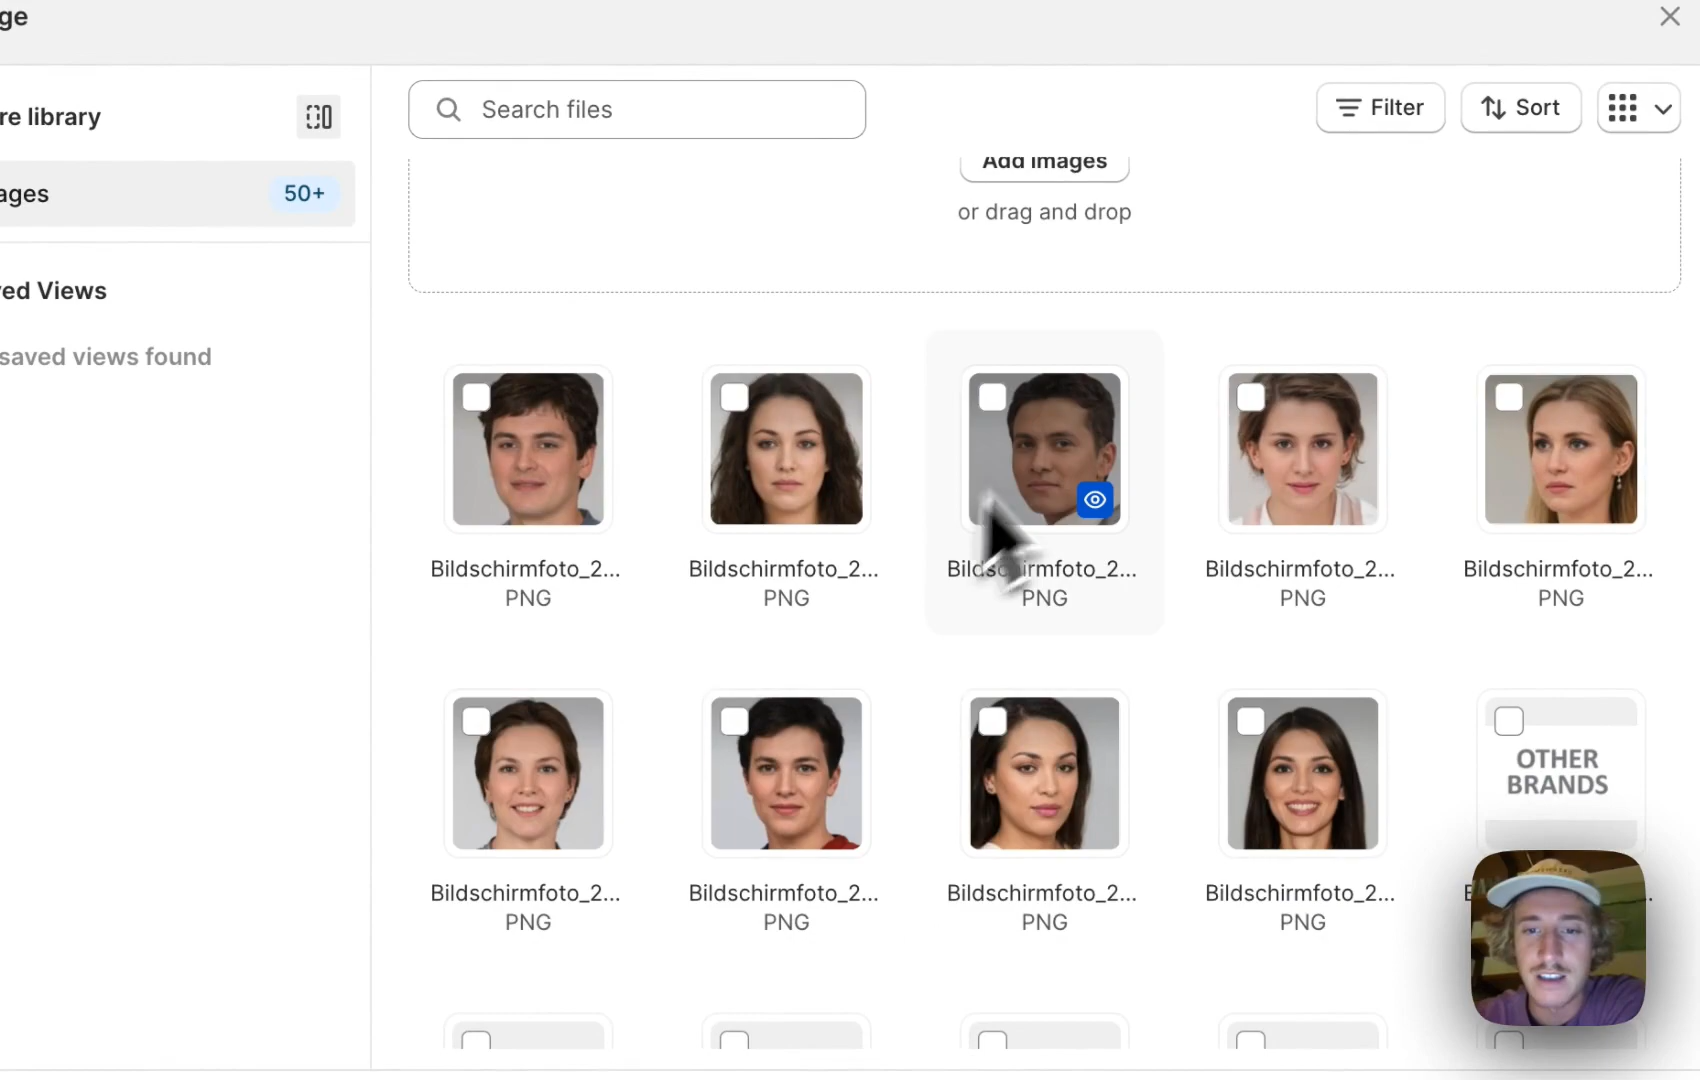 ge
re library
Search files
Filter
Sort
Add images
or drag and drop
ages
50+
ed Views
saved views found
Bildschirmfoto_2...
PNG
Bildschirmfoto_2...
PNG
Bildschirmfoto_2...
PNG
Bildschirmfoto_2...
PNG
Bildschirmfoto_2...
PNG
OTHER
BRANDS
Bildschirmfoto_2...
PNG
Bildschirmfoto_2...
PNG
Bildschirmfoto_2...
PNG
Bildschirmfoto_2...
PNG